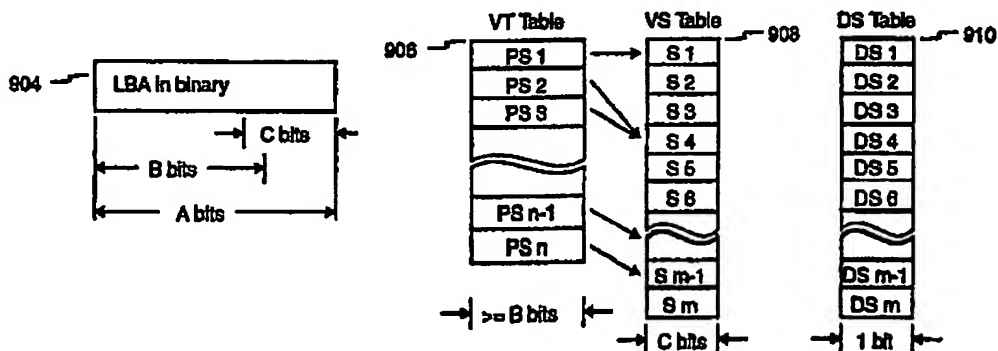 904
LBA in binary
C bits
B bits
A bits
VT Table
906
PS 1
PS 2
PS 3
PS n-1
PS n
>= B bits
VS Table
908
S 1
S 2
S 3
S 4
S 5
S 6
S m-1
S m
C bits
DS Table
910
DS 1
DS 2
DS 3
DS 4
DS 5
DS 6
DS m-1
DS m
1 bit